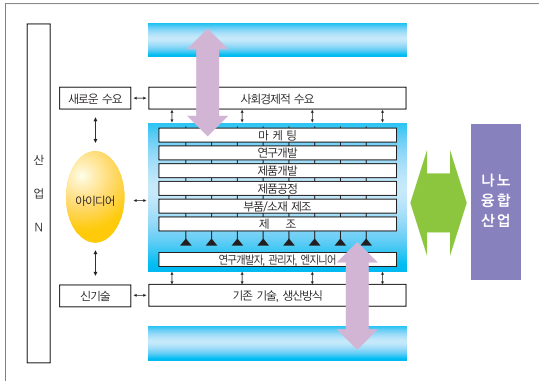 산
업
N
새로운 수요
아이디어
신기술
사회경제적 수요
마 케 팅
연구개발
제품개발
제품공정
부품/소재 제조
제 조
연구개발자, 관리자, 엔지니어
기존 기술, 생산방식
나노
융합
산업